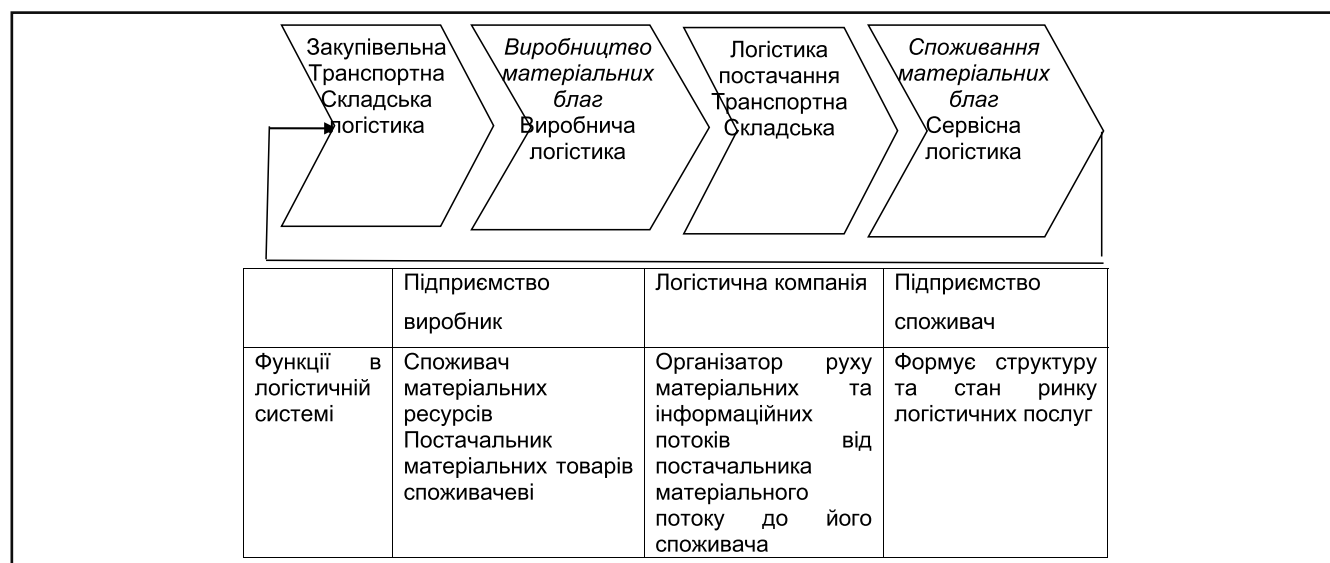 Закупівельна
Транспортна
Складська
логістика
Виробництво
матеріальних
благ
Виробнича
логістика
Логістика
постачання
Транспортна
Складська
Споживання
матеріальних
благ
Сервісна
логістика
Підприємство
виробник
Логістична компанія
Підприємство
споживач
Функції в
логістичній
системі
Споживач
матеріальних
ресурсів
Постачальник
матеріальних товарів
споживачеві
Організатор руху
матеріальних та
інформаційних
потоків від
постачальника
матеріального
потоку до його
споживача
Формує структуру
та стан ринку
логістичних послуг